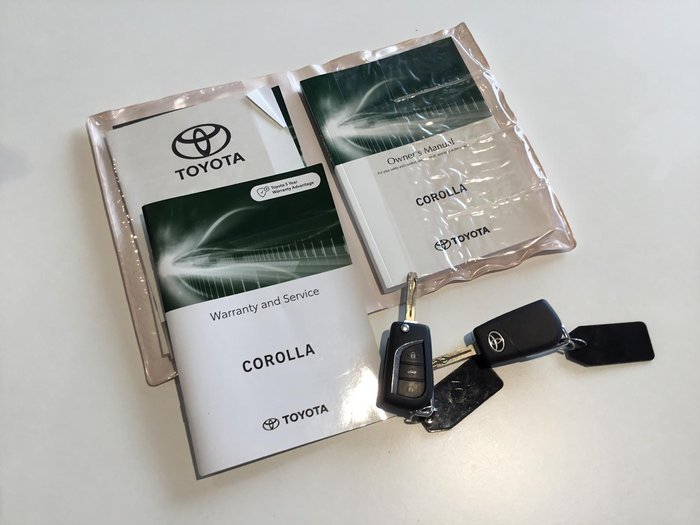 TOYOTA
Toyota 5 Year
Warranty Advantage
Warranty and Service
COROLLA
TOYOTA
Owner's Manual
COROLLA
TOYOTA